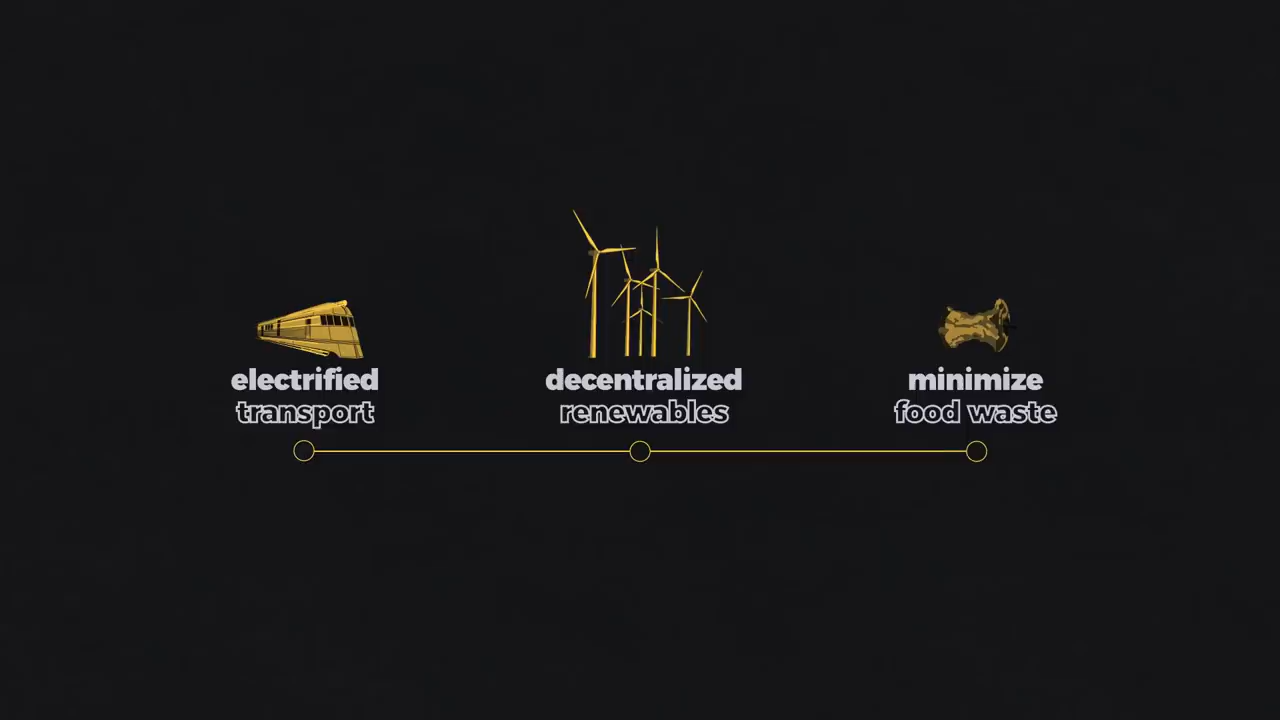 electrified
transport
decentralized
renewables
minimize
food waste